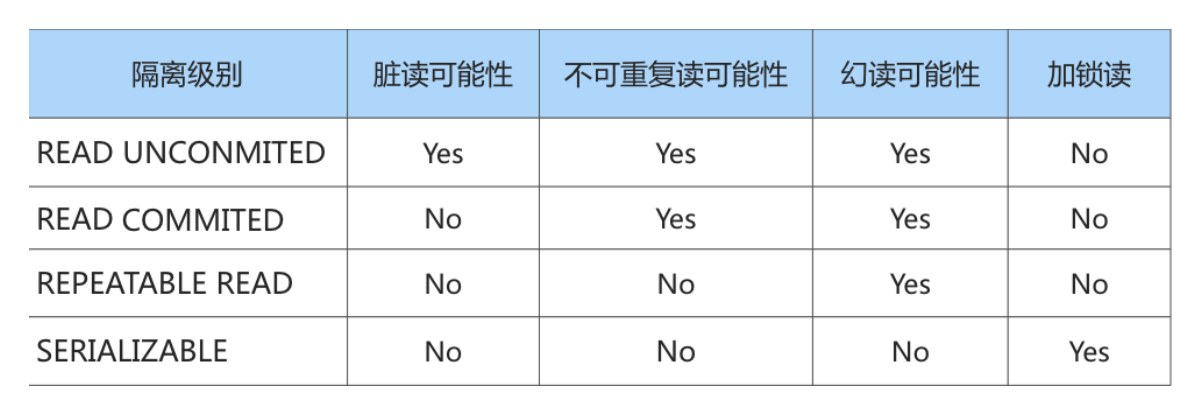 隔离级别 脏读可能性 不可重复读可能性 幻读可能性 加锁读
READ UNCONMITED Yes Yes Yes No
READ COMMITED No Yes Yes No
REPEATABLE READ No No Yes No
SERIALIZABLE No No No Yes